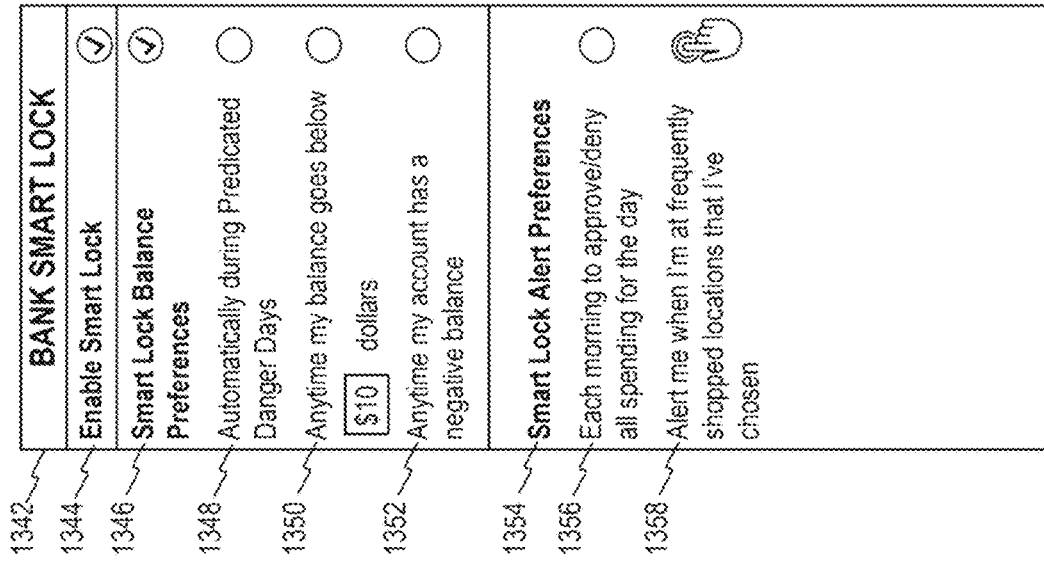 1342
BANK SMART LOCK
1344
Enable Smart Lock
1346
Smart Lock Balance
Preferences
1348
Automatically during Predicated
Danger Days
1350
Anytime my balance goes below
$10 dollars
1352
Anytime my account has a
negative balance
1354
Smart Lock Alert Preferences
1356
Each morning to approve/deny
all spending for the day
1358
Alert me when I'm at frequently
shopped locations that I've
chosen